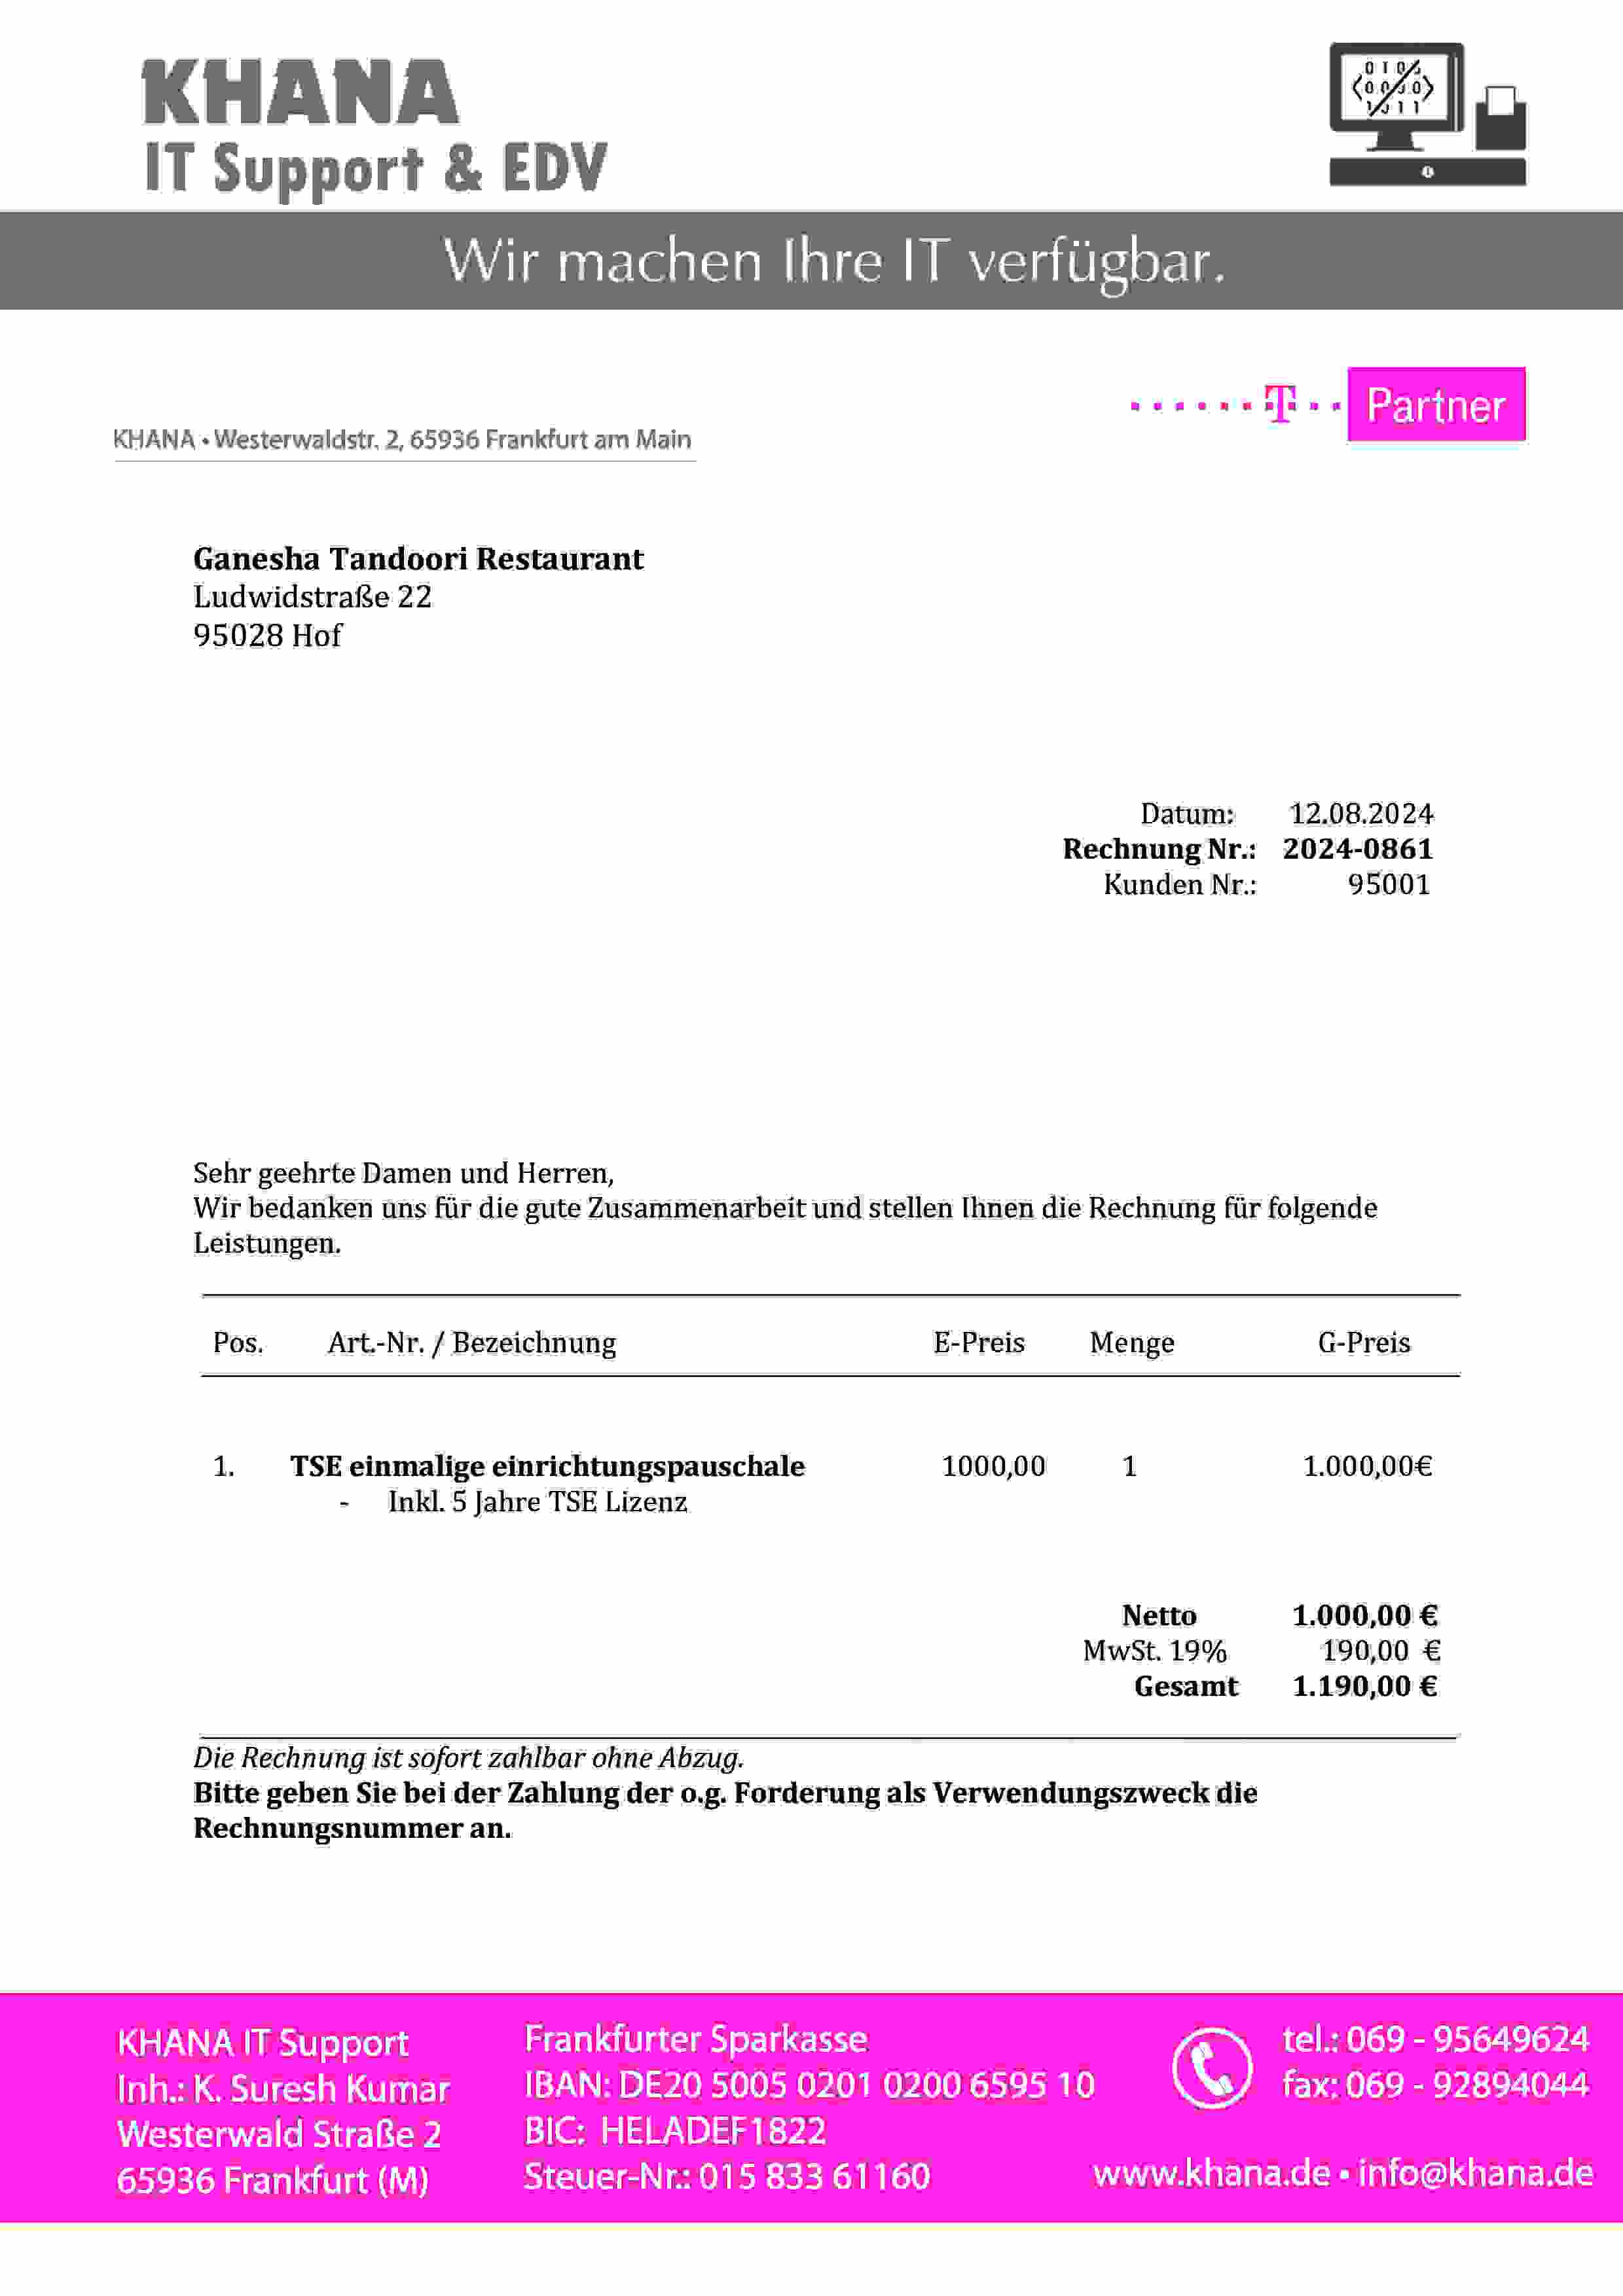 KHANA
IT Support & EDV
Wir machen Ihre IT verfügbar.
T Partner
KHANA • Westerwaldstr. 2, 65936 Frankfurt am Main
Ganesha Tandoori Restaurant
Ludwidstraße 22
95028 Hof
Datum: 12.08.2024
Rechnung Nr.: 2024-0861
Kunden Nr.: 95001
Sehr geehrte Damen und Herren,
Wir bedanken uns für die gute Zusammenarbeit und stellen Ihnen die Rechnung für folgende
Leistungen.
Pos. Art.-Nr. / Bezeichnung E-Preis Menge G-Preis
1. TSE einmalige einrichtungspauschale 1000,00 1 1.000,00€
- Inkl. 5 Jahre TSE Lizenz
Netto 1.000,00 €
MwSt. 19% 190,00 €
Gesamt 1.190,00 €
Die Rechnung ist sofort zahlbar ohne Abzug.
Bitte geben Sie bei der Zahlung der o.g. Forderung als Verwendungszweck die
Rechnungsnummer an.
KHANA IT Support
Inh.: K. Suresh Kumar
Westerwald Straße 2
65936 Frankfurt (M)
Frankfurter Sparkasse
IBAN: DE20 5005 0201 0200 6595 10
BIC: HELADEF1822
Steuer-Nr.: 015 833 61160
tel.: 069 - 95649624
fax: 069 - 92894044
www.khana.de • info@khana.de